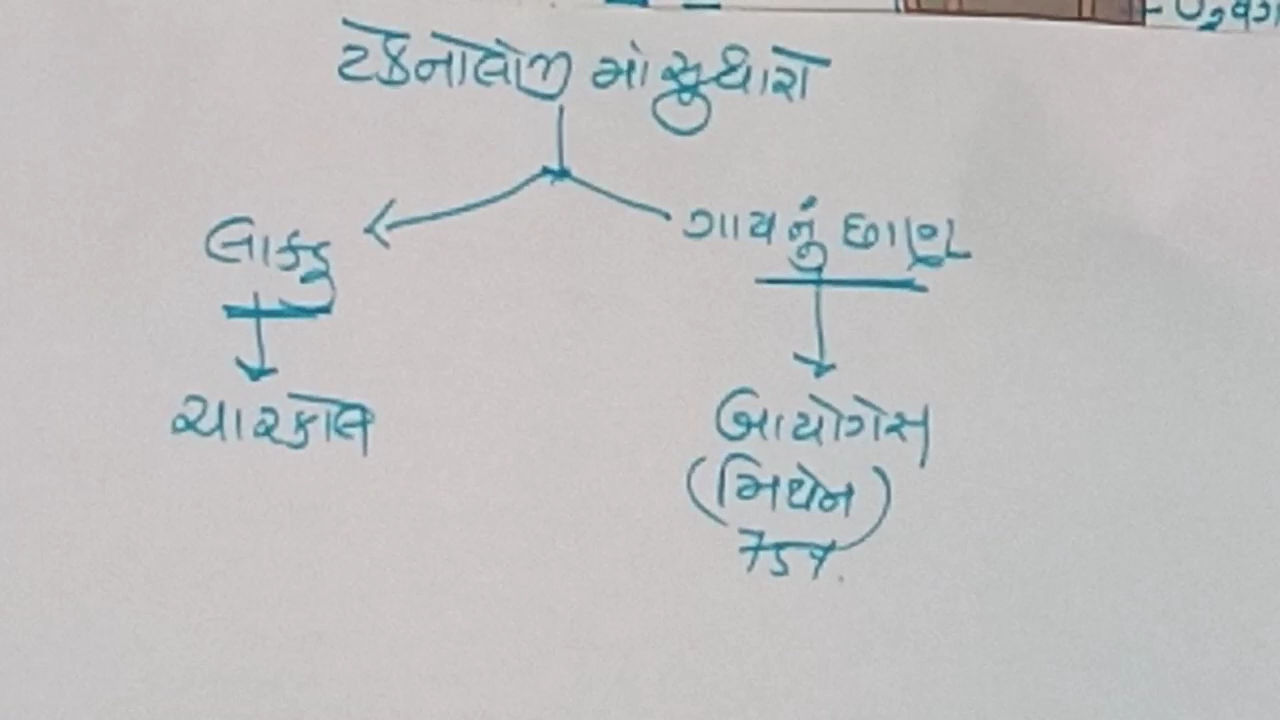 ટેકનોલોજી માં સુધારો
લાકડુ
ગાયનું છાણ
ચારકોલ
બાયોગેસ
(મિથેન)
75%